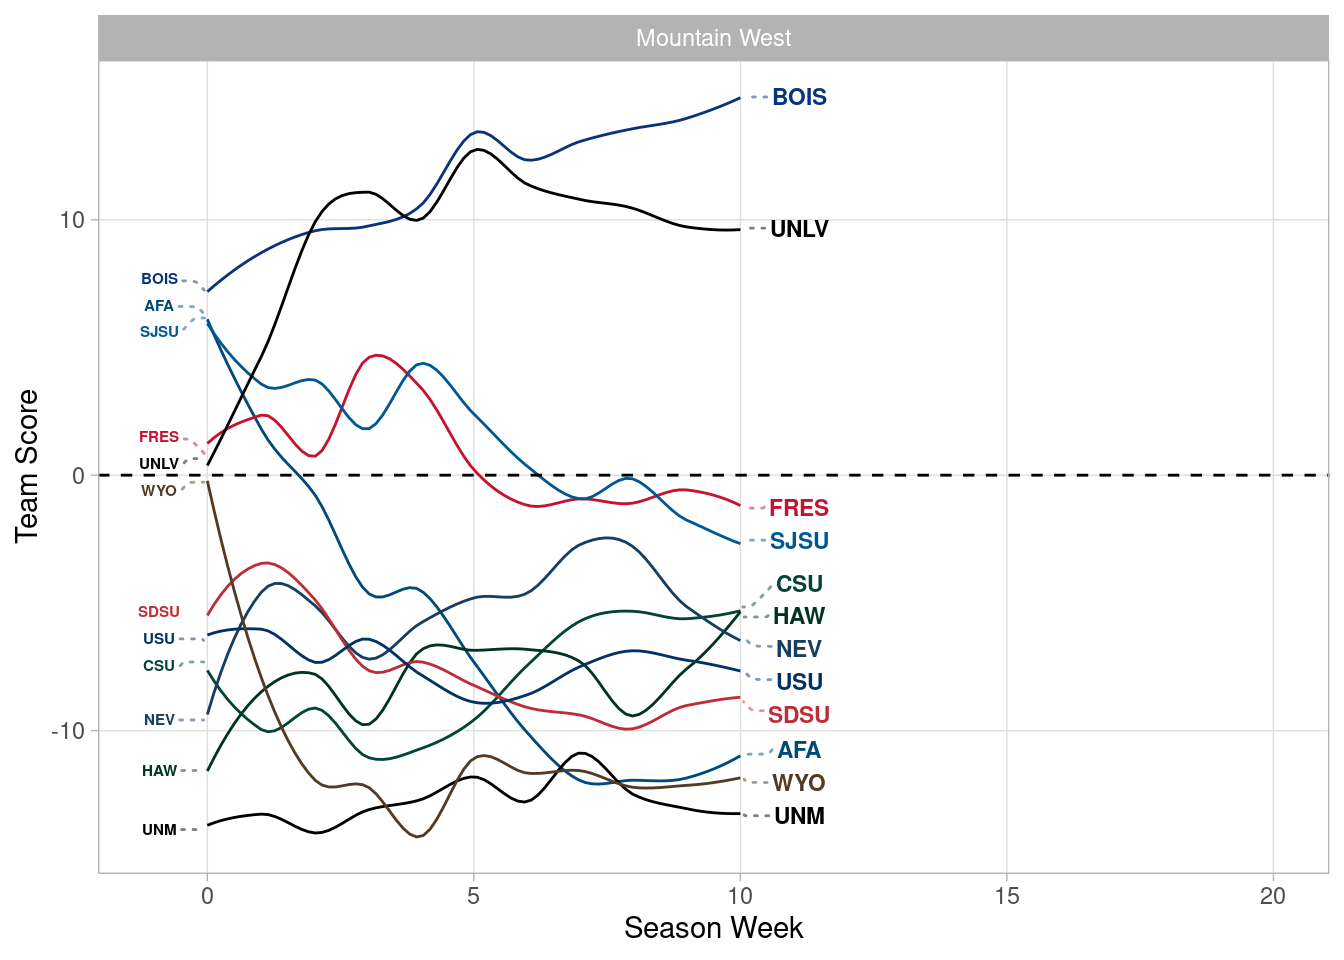 Mountain West
Team Score
10
0
-10
BOIS
AFA
SJSU
FRES
UNLV
WYO
SDSU
USU
CSU
NEV
HAW
UNM
BOIS
UNLV
FRES
SJSU
CSU
HAW
NEV
USU
SDSU
AFA
WYO
UNM
0 5 10 15 20
Season Week